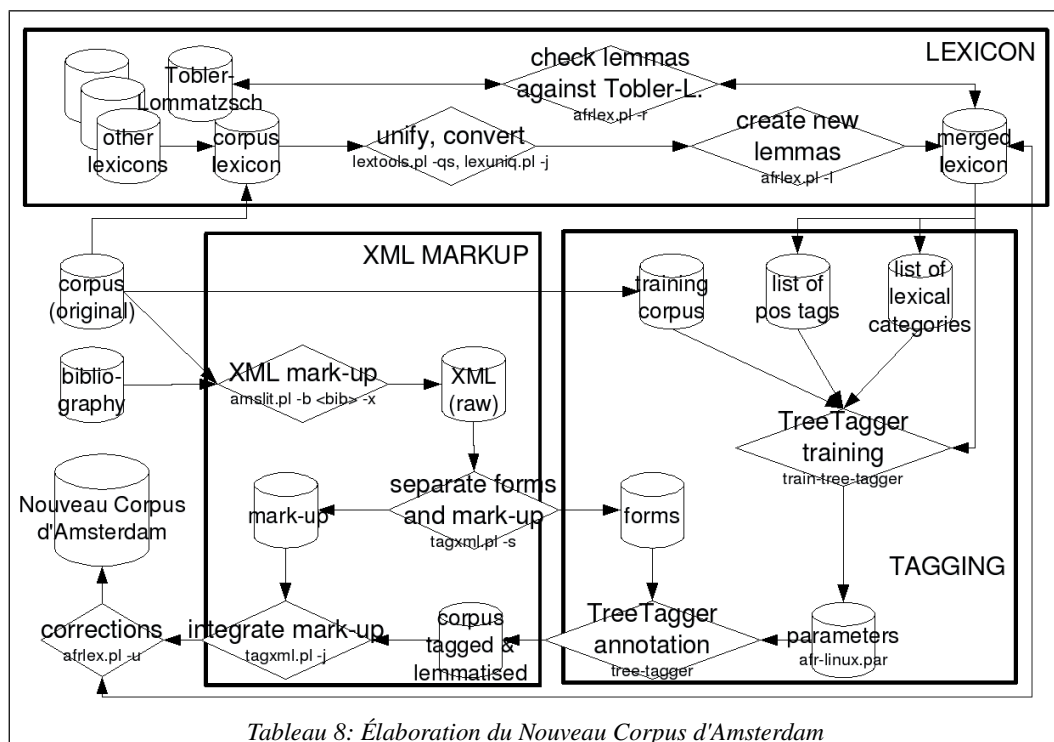 LEXICON
Tobler-
Lommatzsch
check lemmas
against Tobler-L.
afrlex.pl -r
other
lexicons
corpus
lexicon
unify, convert
lextools.pl -qs, lexuniq.pl -j
create new
lemmas
afrlex.pl -l
merged
lexicon
XML MARKUP
corpus
(original)
training
corpus
list of
pos tags
list of
lexical
categories
biblio-
graphy
XML mark-up
amslit.pl -b <bib> -x
XML
(raw)
TreeTagger
training
train-tree-tagger
Nouveau Corpus
d'Amsterdam
mark-up
separate forms
and mark-up
tagxml.pl -s
forms
TAGGING
corrections
afrlex.pl -u
integrate mark-up
tagxml.pl -j
corpus
tagged &
lemmatised
TreeTagger
annotation
tree-tagger
parameters
afr-linux.par
Tableau 8: Élaboration du Nouveau Corpus d'Amsterdam